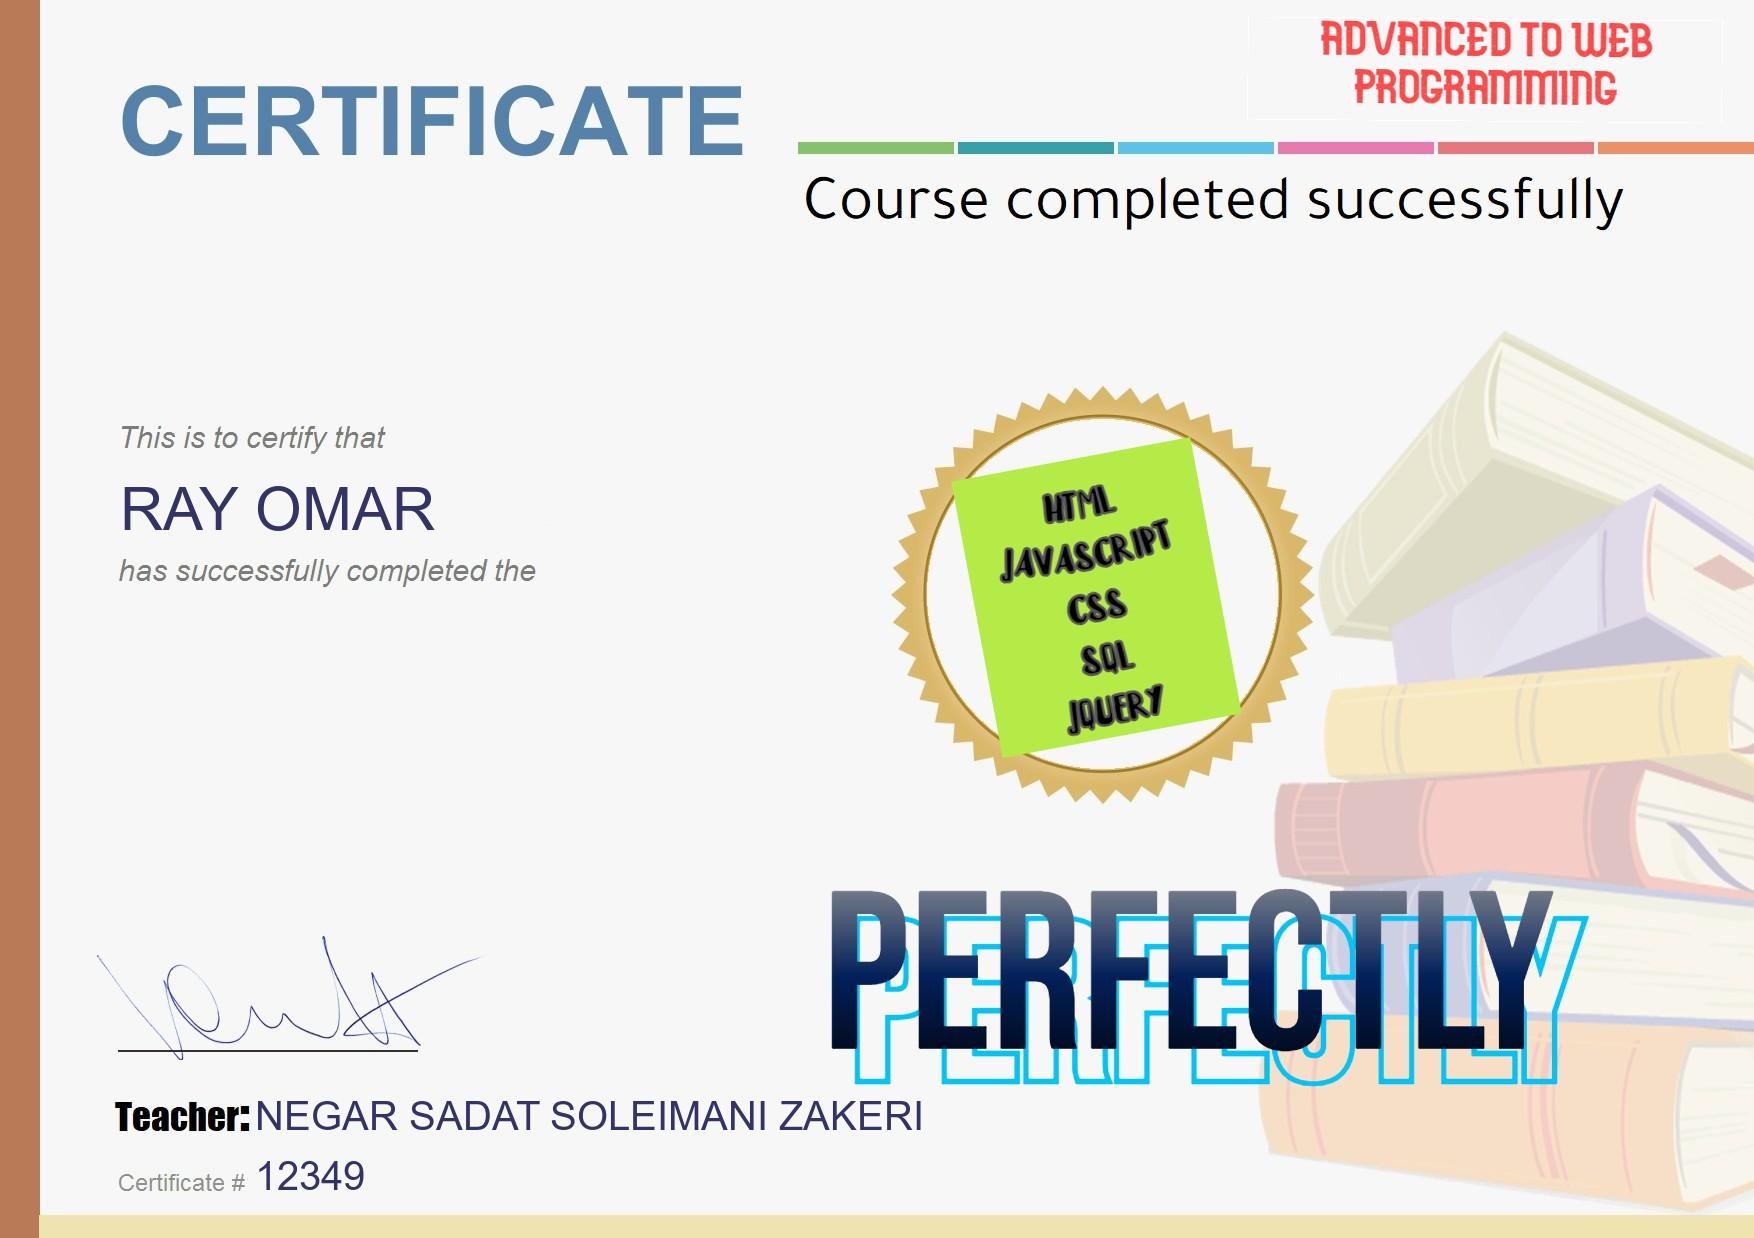 ADVANCED TO WEB
PROGRAMMING
CERTIFICATE
Course completed successfully
This is to certify that
RAY OMAR
has successfully completed the
HTML
JAVASCRIPT
CSS
SQL
JQUERY
PERFECTLY
Teacher: NEGAR SADAT SOLEIMANI ZAKERI
Certificate # 12349